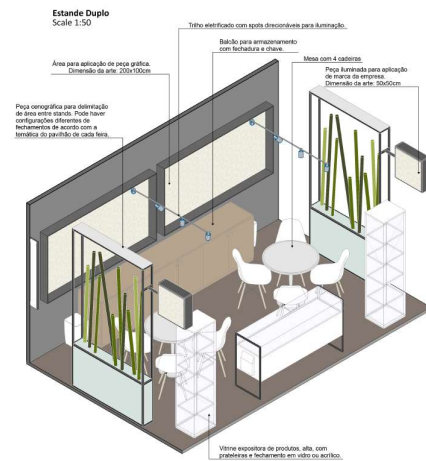 Estande Duplo
Scale 1:50
Trilho eletrificado com spots direcionáveis para iluminação.
Balcão para armazenamento
com fechadura e chave.
Área para aplicação de peça gráfica.
Dimensão da arte: 200x100cm
Mesa com 4 cadeiras
Peça iluminada para aplicação
de marca da empresa.
Dimensão da arte: 50x50cm
Peça cenográfica para delimitação
de área entre stands. Pode haver
configurações diferentes de
fechamentos de acordo com a
temática do pavilhão de cada feira.
Vitrine expositora de produtos, alta, com
prateleiras e fechamento em vidro ou acrílico.